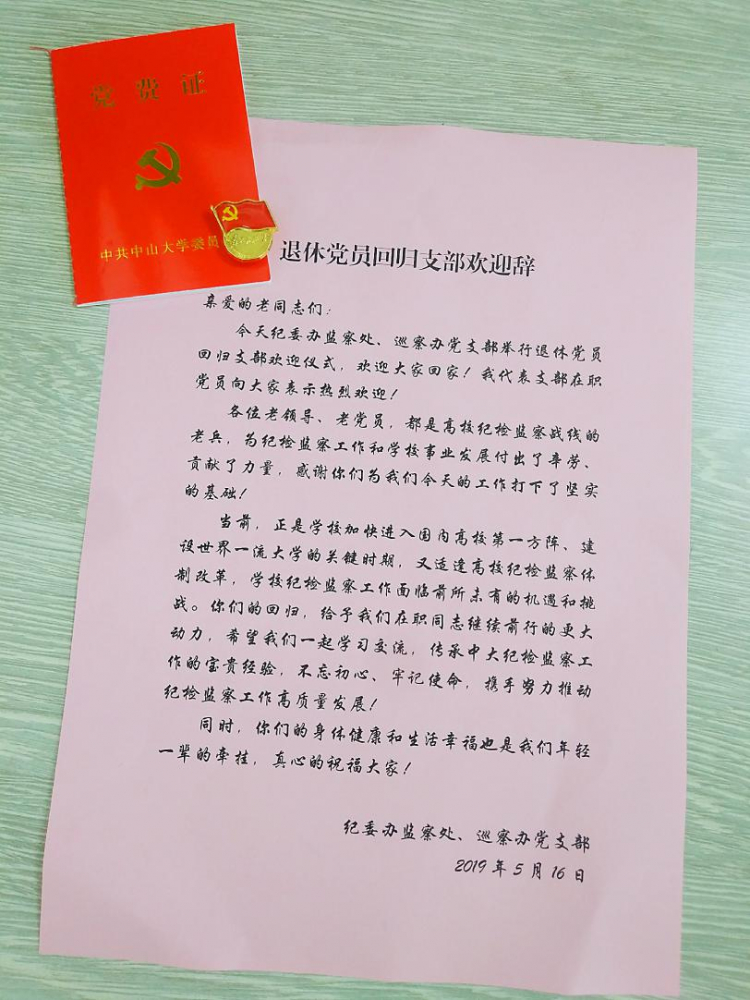 党费证
中共中山大学委员
退休党员回归支部欢迎辞
亲爱的老同志们：
今天纪委办监察处、巡察办党支部举行退休党员
回归支部欢迎仪式，欢迎大家回家！我代表支部在职
党员向大家表示热烈欢迎！
各位老领导、老党员，都是高校纪检监察战线的
老兵，为纪检监察工作和学校事业发展付出了辛劳、
贡献了力量，感谢你们为我们今天的工作打下了坚实
的基础！
当前，正是学校加快进入国内高校第一方阵、建
设世界一流大学的关键时期，又适逢高校纪检监察体
制改革，学校纪检监察工作面临前所未有的机遇和挑
战。你们的回归，给予我们在职同志继续前行的更大
动力，希望我们一起学习交流，传承中大纪检监察工
作的宝贵经验，不忘初心、牢记使命，携手努力推动
纪检监察工作高质量发展！
同时，你们的身体健康和生活幸福也是我们年轻
一辈的牵挂，真心的祝福大家！
纪委办监察处、巡察办党支部
2019年5月16日